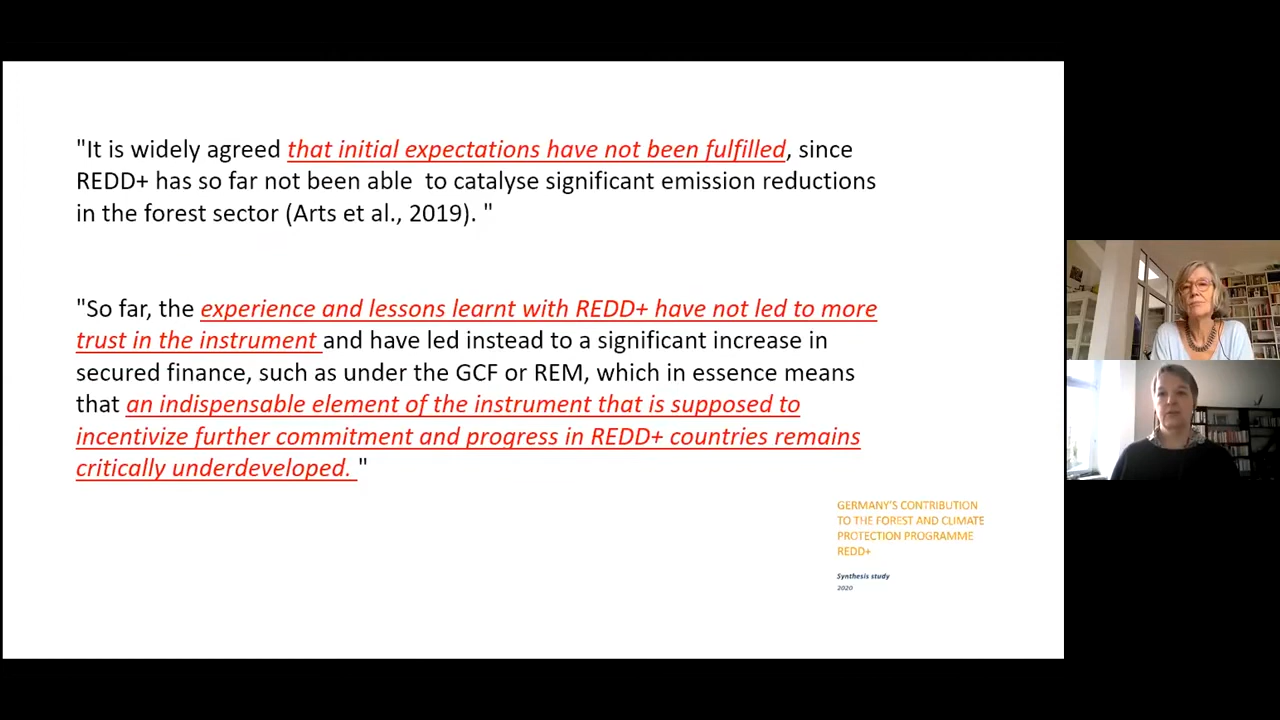 "It is widely agreed that initial expectations have not been fulfilled, since
REDD+ has so far not been able  to catalyse significant emission reductions
in the forest sector (Arts et al., 2019). "
"So far, the experience and lessons learnt with REDD+ have not led to more
trust in the instrument and have led instead to a significant increase in
secured finance, such as under the GCF or REM, which in essence means
that an indispensable element of the instrument that is supposed to
incentivize further commitment and progress in REDD+ countries remains
critically underdeveloped. "
GERMANY'S CONTRIBUTION
TO THE FOREST AND CLIMATE
PROTECTION PROGRAMME
REDD+
Synthesis study
2020